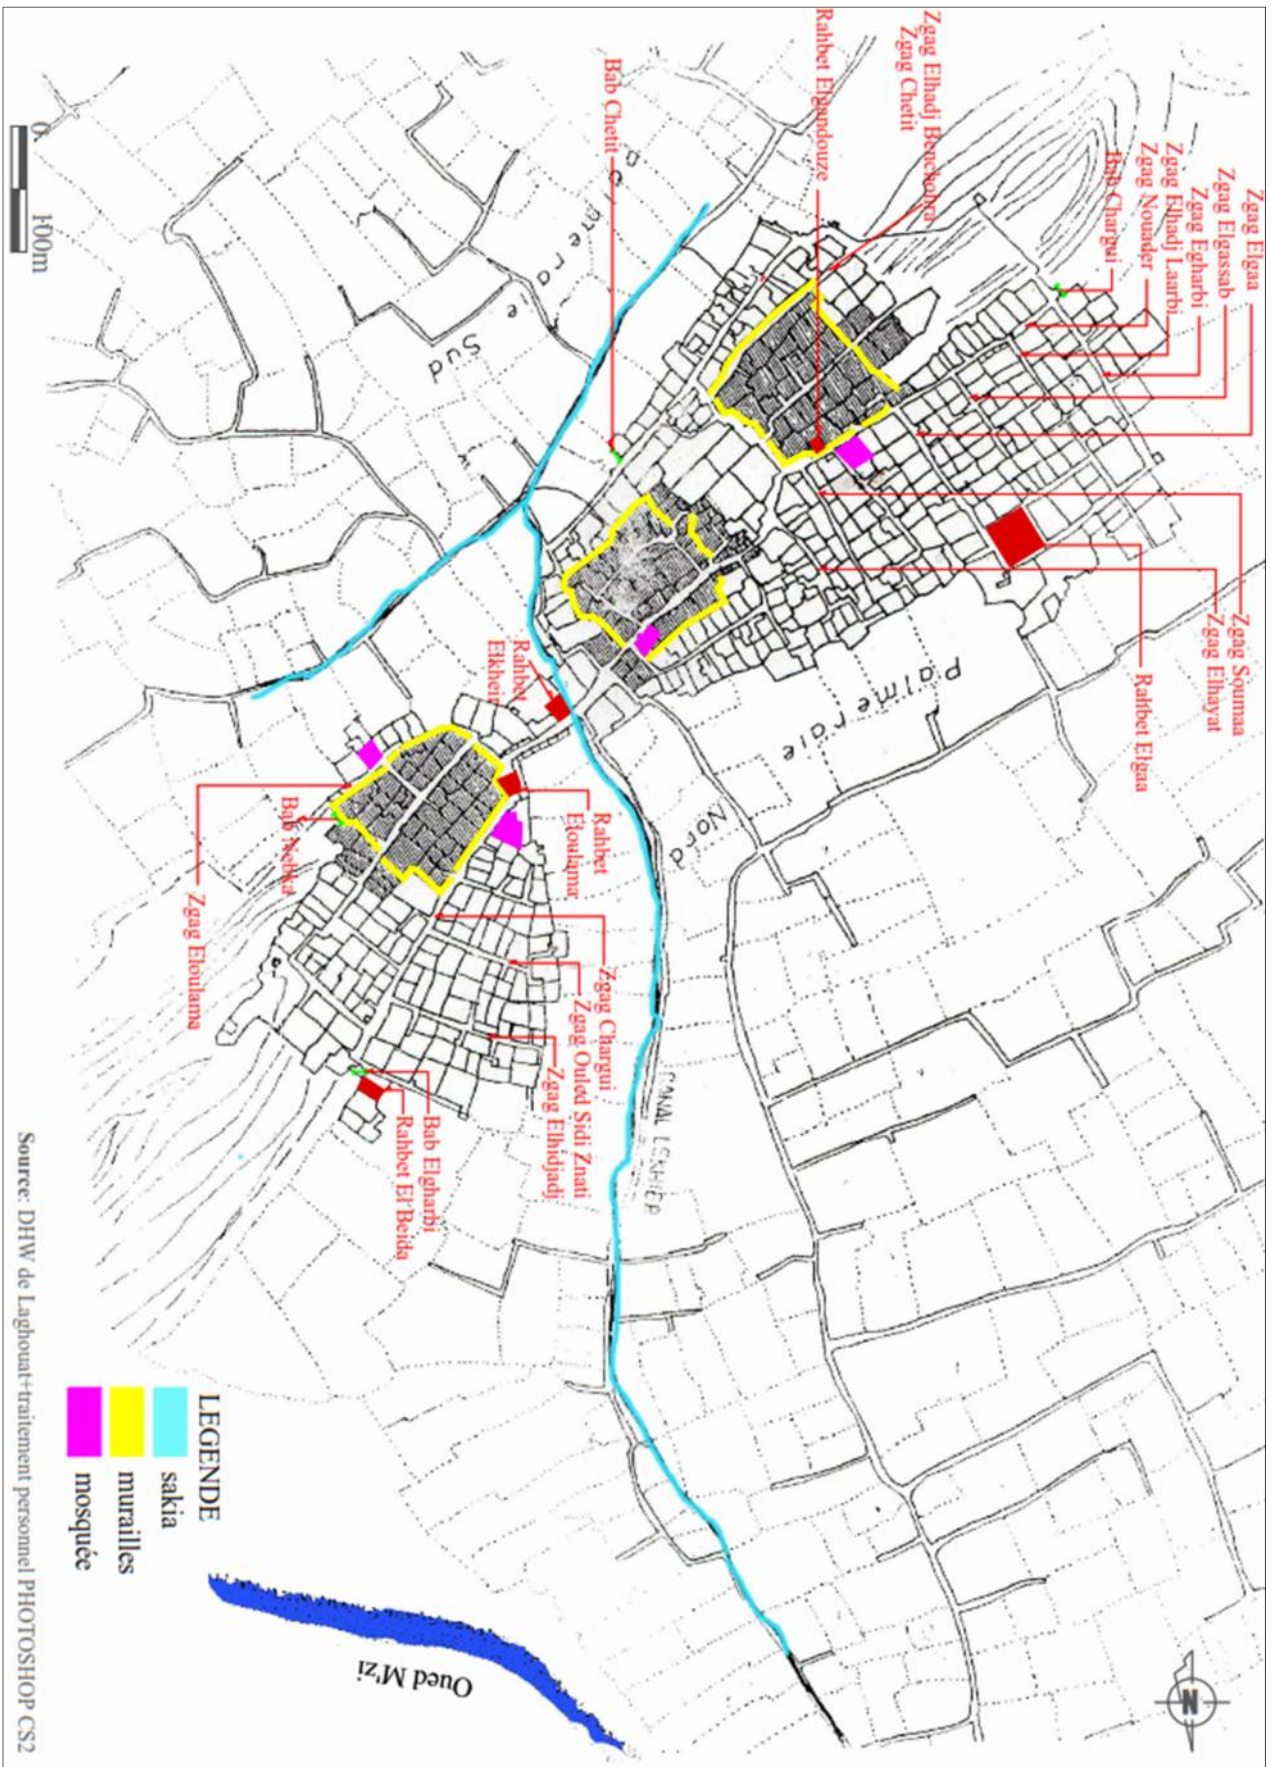 Zgag Elgaa
Zgag Elgassab
Zgag Egharbi
Zgag Elhadj Laarbi
Zgag Nouader
Bab Chargui
Zgag Elhadj Beachohra
Zgag Chetit
Rahbet Elgandouze
Bab Chetit
Zgag Soumaa
Zgag Elhayat
Rahbet Elgaa
Palmeraie Sud
Palmeraie Nord
Rahbet
Elkheir
Rahbet
Eloulama
Bab Nebka
Zgag Eloulama
Zgag Chargui
Zgag Ouled Sidi Znati
Zgag Elhidjadj
Bab Elgharbi
Rahbet El Beida
CANAL LEKHIER
Oued M'zi
N
0 100m
LEGENDE
sakia
murailles
mosquée
Source: DHW de Laghouat+traitement personnel PHOTOSHOP CS2